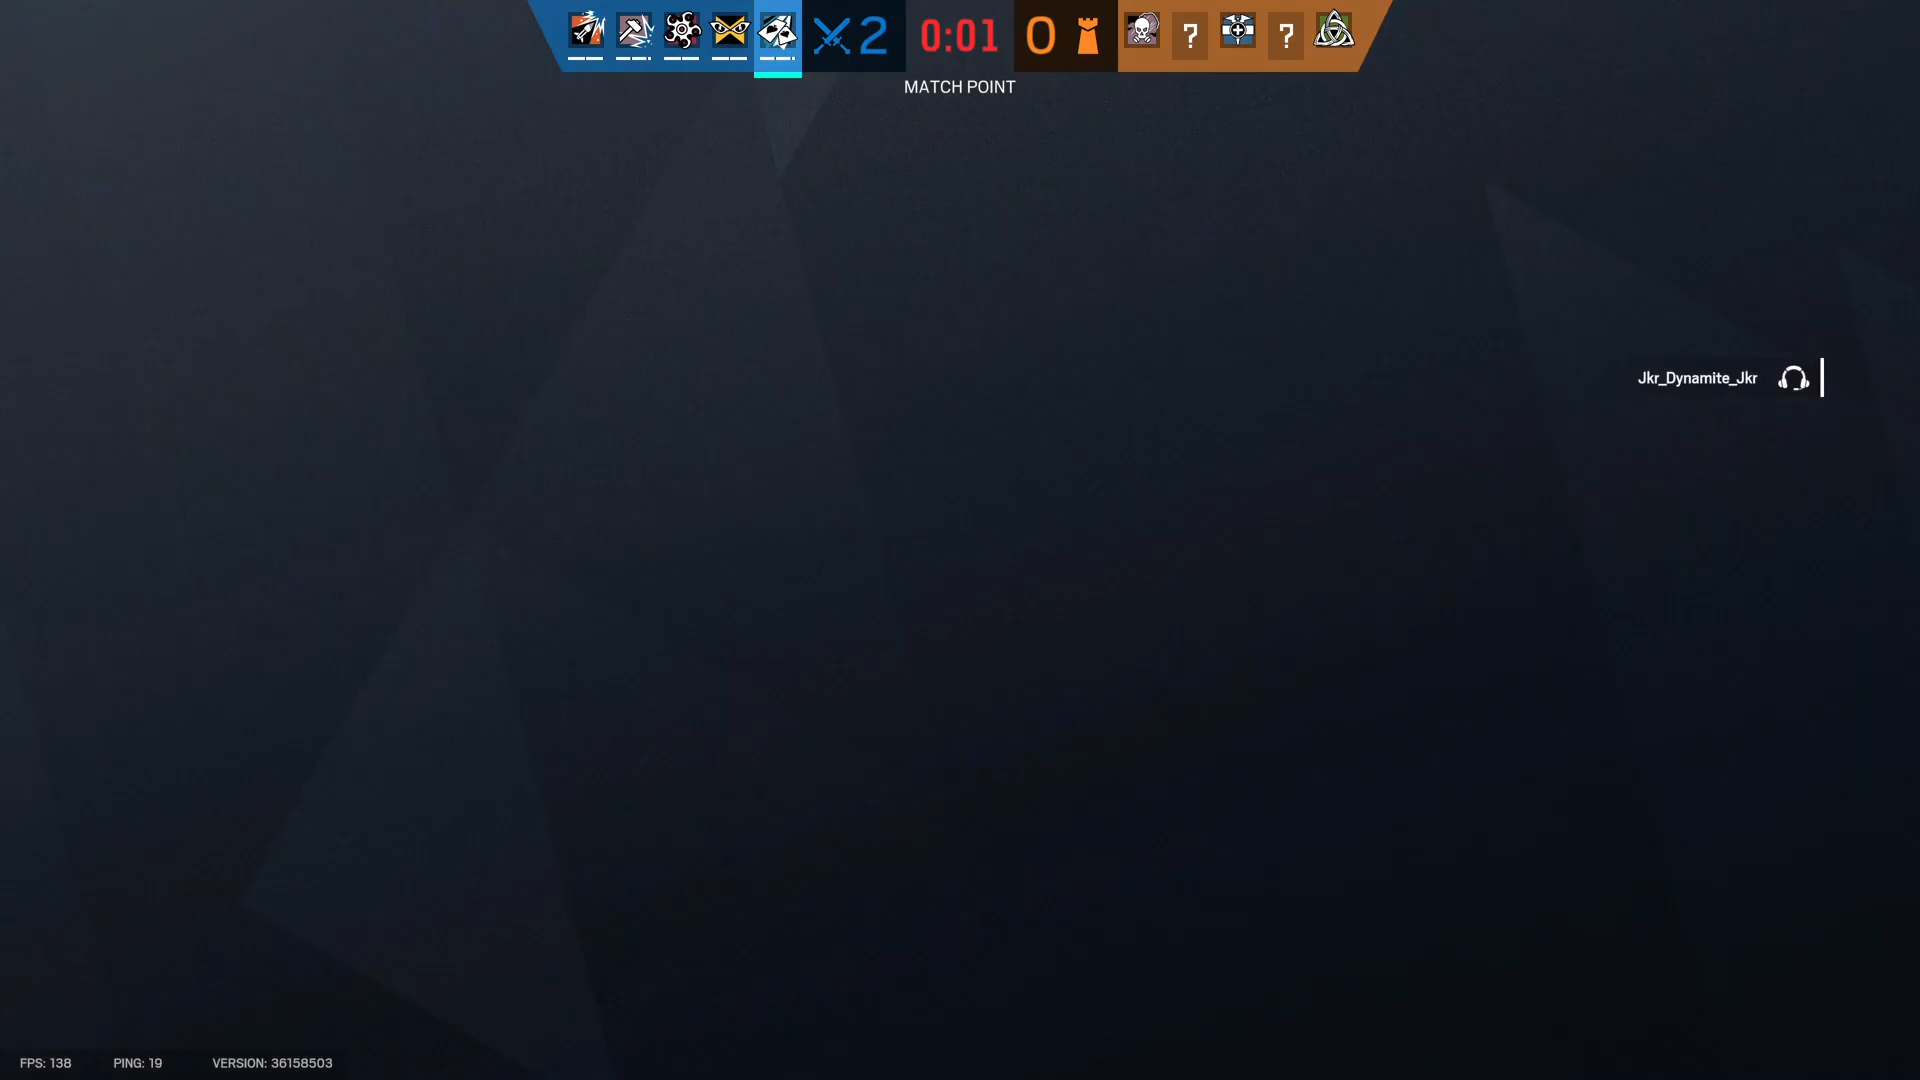 2 0:01 0 ? ?
MATCH POINT
Jkr_Dynamite_Jkr
FPS: 138 PING: 19 VERSION: 36158503